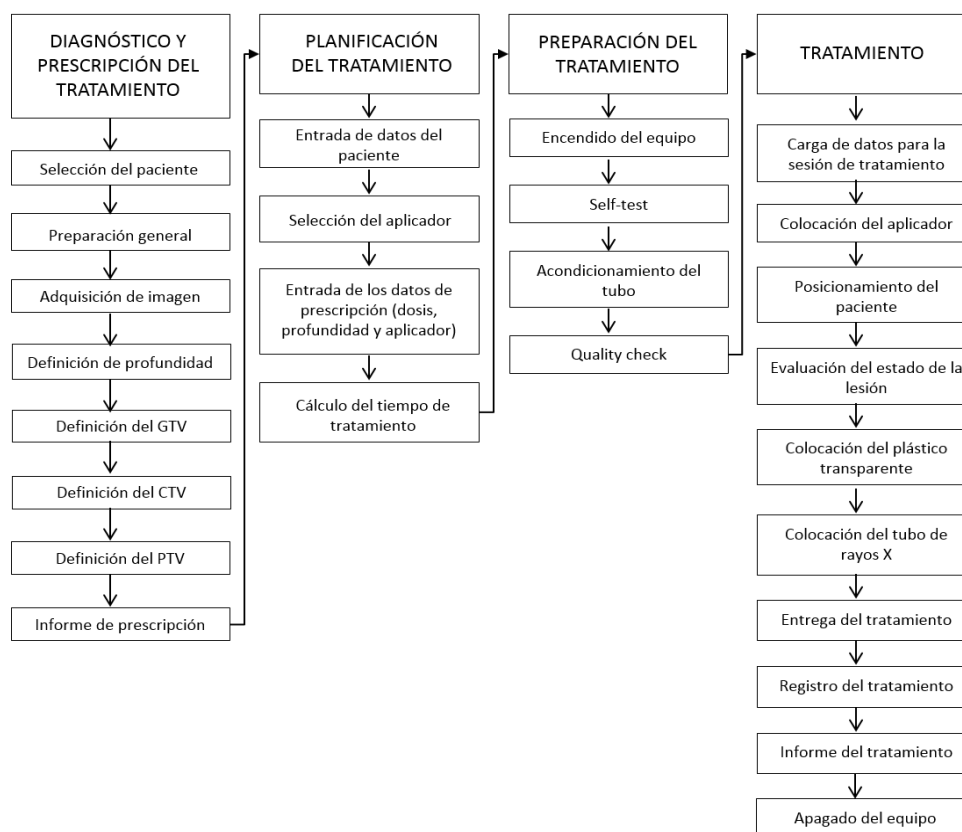 DIAGNÓSTICO Y
PRESCRIPCIÓN DEL
TRATAMIENTO
Selección del paciente
Preparación general
Adquisición de imagen
Definición de profundidad
Definición del GTV
Definición del CTV
Definición del PTV
Informe de prescripción
PLANIFICACIÓN
DEL TRATAMIENTO
Entrada de datos del
paciente
Selección del aplicador
Entrada de los datos de
prescripción (dosis,
profundidad y aplicador)
Cálculo del tiempo de
tratamiento
PREPARACIÓN DEL
TRATAMIENTO
Encendido del equipo
Self-test
Acondicionamiento del
tubo
Quality check
TRATAMIENTO
Carga de datos para la
sesión de tratamiento
Colocación del aplicador
Posicionamiento del
paciente
Evaluación del estado de la
lesión
Colocación del plástico
transparente
Colocación del tubo de
rayos X
Entrega del tratamiento
Registro del tratamiento
Informe del tratamiento
Apagado del equipo